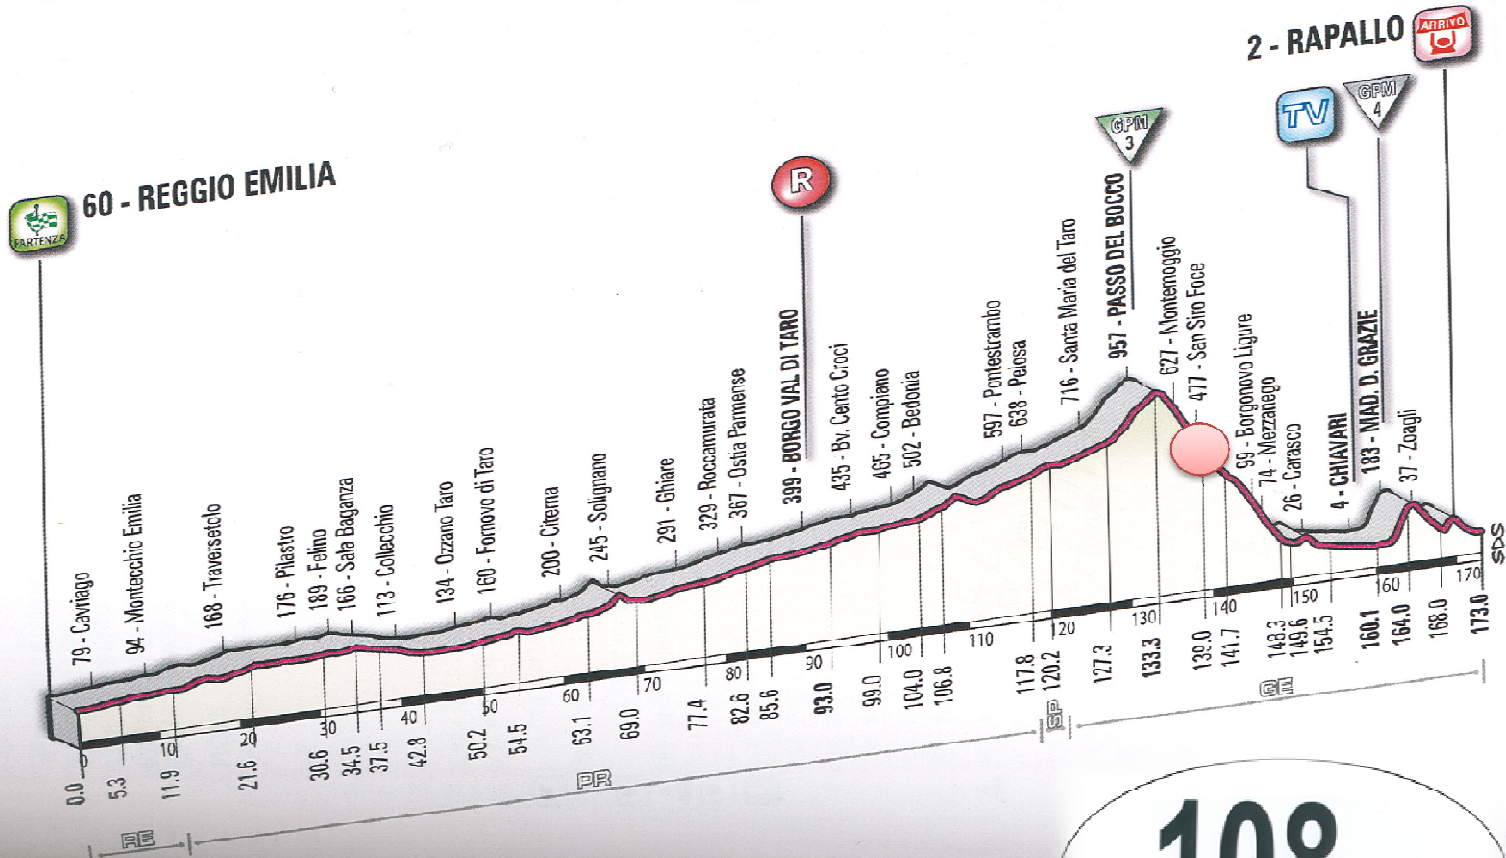 2 - RAPALLO
ARRIVO
GPM
4
TV
GPM
3
R
60 - REGGIO EMILIA
PARTENZA
79 - Cavriago
94 - Montecchio Emilia
168 - Traversetolo
176 - Pilastro
189 - Felino
166 - Sala Baganza
113 - Collecchio
134 - Ozzano Taro
160 - Fornovo di Taro
200 - Citerna
245 - Solignano
291 - Ghiare
329 - Roccamurata
367 - Ostia Parmense
399 - BORGO VAL DI TARO
435 - Bv. Cento Croci
465 - Compiano
502 - Bedonia
597 - Pontestrambo
638 - Pelosa
716 - Santa Maria del Taro
957 - PASSO DEL BOCCO
627 - Montemoggio
477 - San Siro Foce
99 - Borgonovo Ligure
74 - Mezzanego
26 - Carasco
4 - CHIAVARI
183 - MAD. D. GRAZIE
37 - Zoagli
SDS
0 10 20 30 40 50 60 70 80 90 100 110 120 130 140 150 160 170
0.0
5.3
11.9
21.6
30.6
34.5
37.5
42.8
50.2
54.5
63.1
69.0
77.4
82.6
85.6
93.0
99.0
104.0
106.8
117.8
120.2
127.3
133.3
139.0
141.7
148.3
149.6
154.5
160.1
164.0
168.0
173.0
RE
PR
SP
GE
10ª